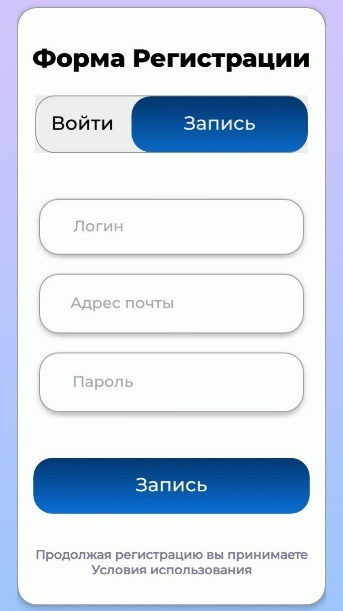 Форма Регистрации
Войти Запись
Логин
Адрес почты
Пароль
Запись
Продолжая регистрацию вы принимаете
Условия использования